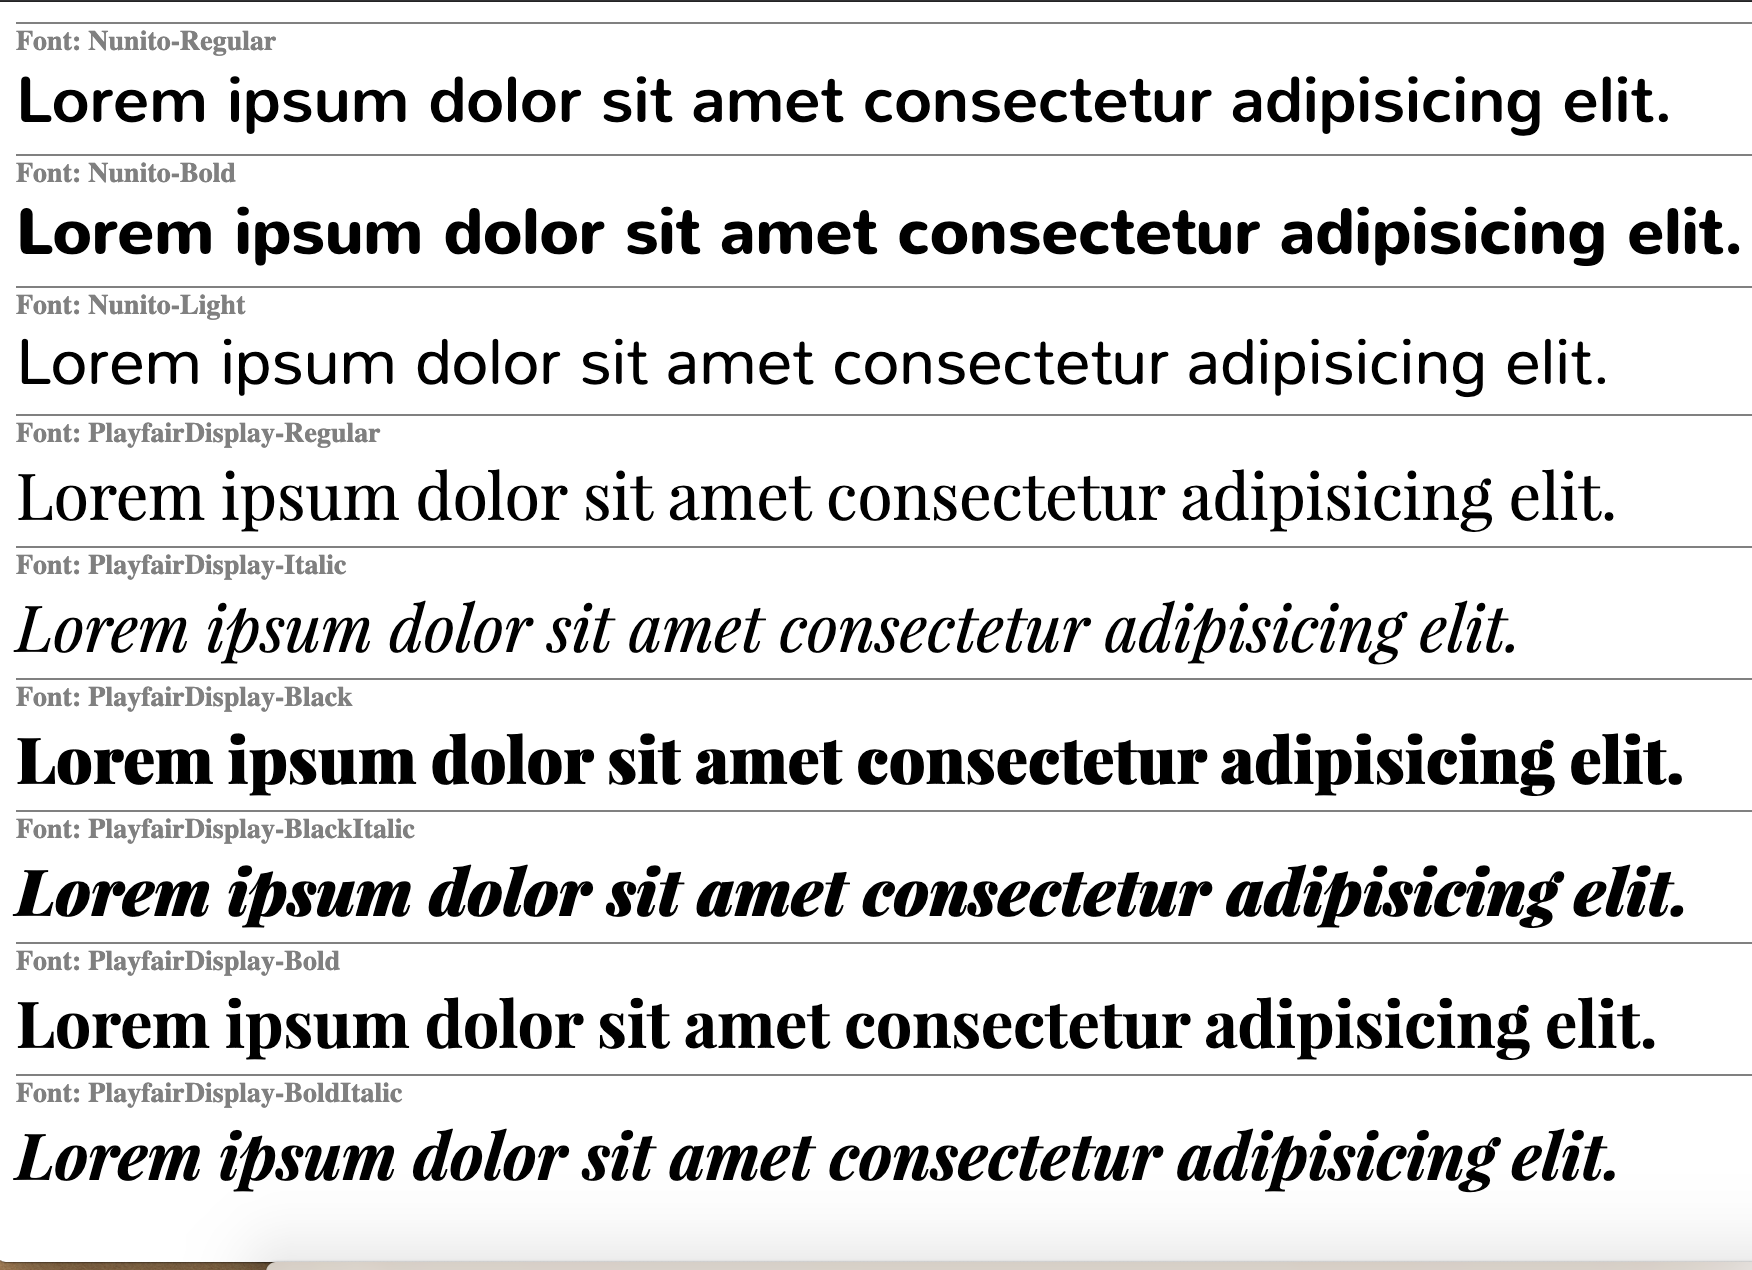 Font: Nunito-Regular
Lorem ipsum dolor sit amet consectetur adipisicing elit.
Font: Nunito-Bold
Lorem ipsum dolor sit amet consectetur adipisicing elit.
Font: Nunito-Light
Lorem ipsum dolor sit amet consectetur adipisicing elit.
Font: PlayfairDisplay-Regular
Lorem ipsum dolor sit amet consectetur adipisicing elit.
Font: PlayfairDisplay-Italic
Lorem ipsum dolor sit amet consectetur adipisicing elit.
Font: PlayfairDisplay-Black
Lorem ipsum dolor sit amet consectetur adipisicing elit.
Font: PlayfairDisplay-BlackItalic
Lorem ipsum dolor sit amet consectetur adipisicing elit.
Font: PlayfairDisplay-Bold
Lorem ipsum dolor sit amet consectetur adipisicing elit.
Font: PlayfairDisplay-BoldItalic
Lorem ipsum dolor sit amet consectetur adipisicing elit.